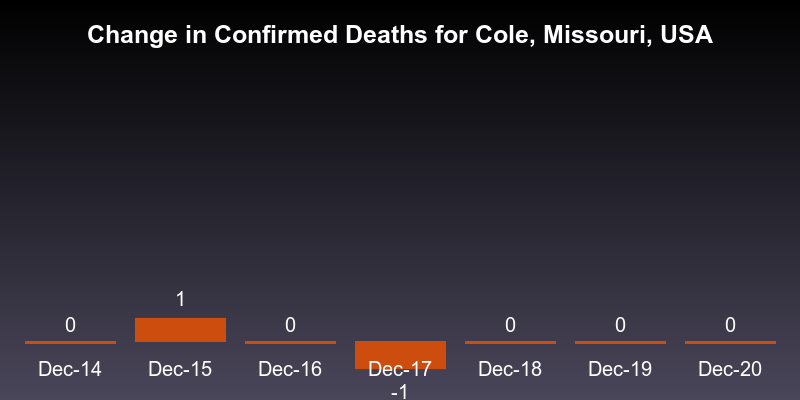 Change in Confirmed Deaths for Cole, Missouri, USA
1
0 0 0 0 0
Dec-14 Dec-15 Dec-16 Dec-17 Dec-18 Dec-19 Dec-20
-1